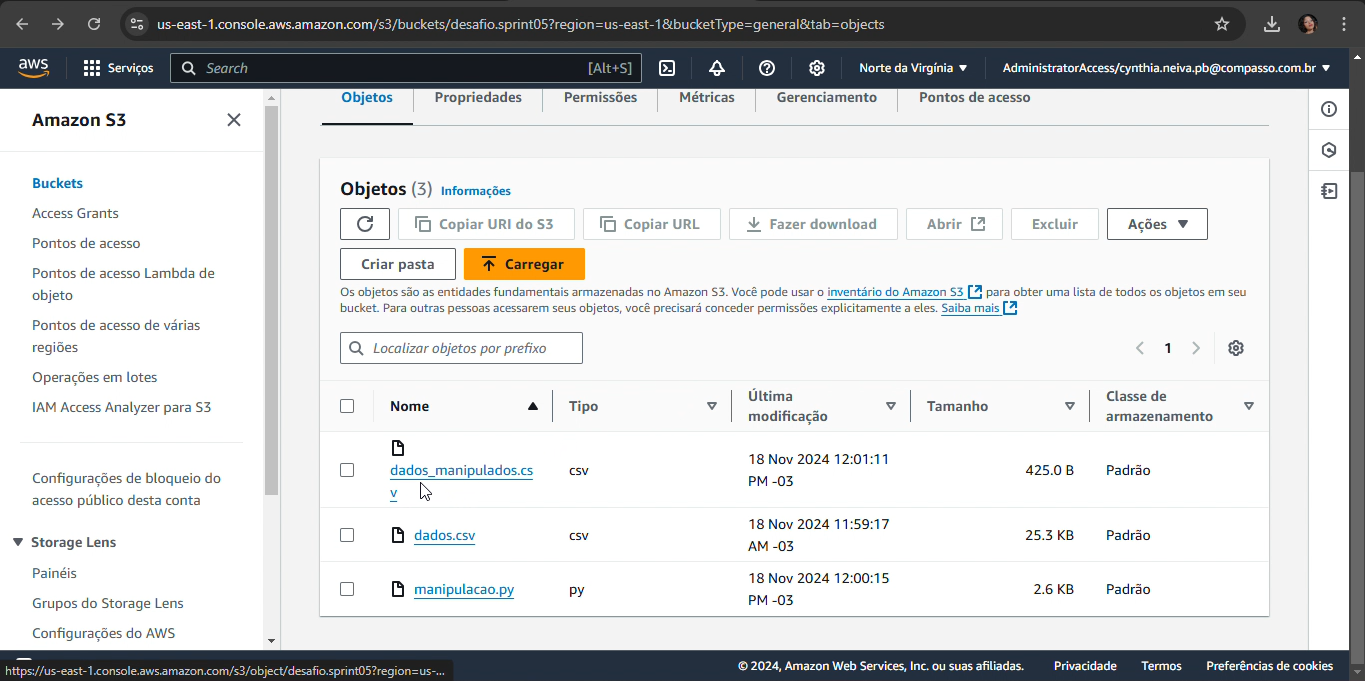 us-east-1.console.aws.amazon.com/s3/buckets/desafio.sprint05?region=us-east-1&bucketType=general&tab=objects
aws
Serviços
Search
[Alt+S]
Norte da Virgínia ▼
AdministratorAccess/cynthia.neiva.pb@compasso.com.br ▼
Amazon S3
Buckets
Access Grants
Pontos de acesso
Pontos de acesso Lambda de
objeto
Pontos de acesso de várias
regiões
Operações em lotes
IAM Access Analyzer para S3
Configurações de bloqueio do
acesso público desta conta
Storage Lens
Painéis
Grupos do Storage Lens
Configurações do AWS
Objetos
Propriedades
Permissões
Métricas
Gerenciamento
Pontos de acesso
Objetos (3) Informações
Copiar URI do S3
Copiar URL
Fazer download
Abrir
Excluir
Ações ▼
Criar pasta
Carregar
Os objetos são as entidades fundamentais armazenadas no Amazon S3. Você pode usar o inventário do Amazon S3 para obter uma lista de todos os objetos em seu
bucket. Para outras pessoas acessarem seus objetos, você precisará conceder permissões explicitamente a eles. Saiba mais
Localizar objetos por prefixo
1
Nome
Tipo
Última
modificação
Tamanho
Classe de
armazenamento
dados_manipulados.cs
v
csv
18 Nov 2024 12:01:11
PM -03
425.0 B
Padrão
dados.csv
csv
18 Nov 2024 11:59:17
AM -03
25.3 KB
Padrão
manipulacao.py
py
18 Nov 2024 12:00:15
PM -03
2.6 KB
Padrão
https://us-east-1.console.aws.amazon.com/s3/object/desafio.sprint05?region=us-...
© 2024, Amazon Web Services, Inc. ou suas afiliadas.
Privacidade
Termos
Preferências de cookies